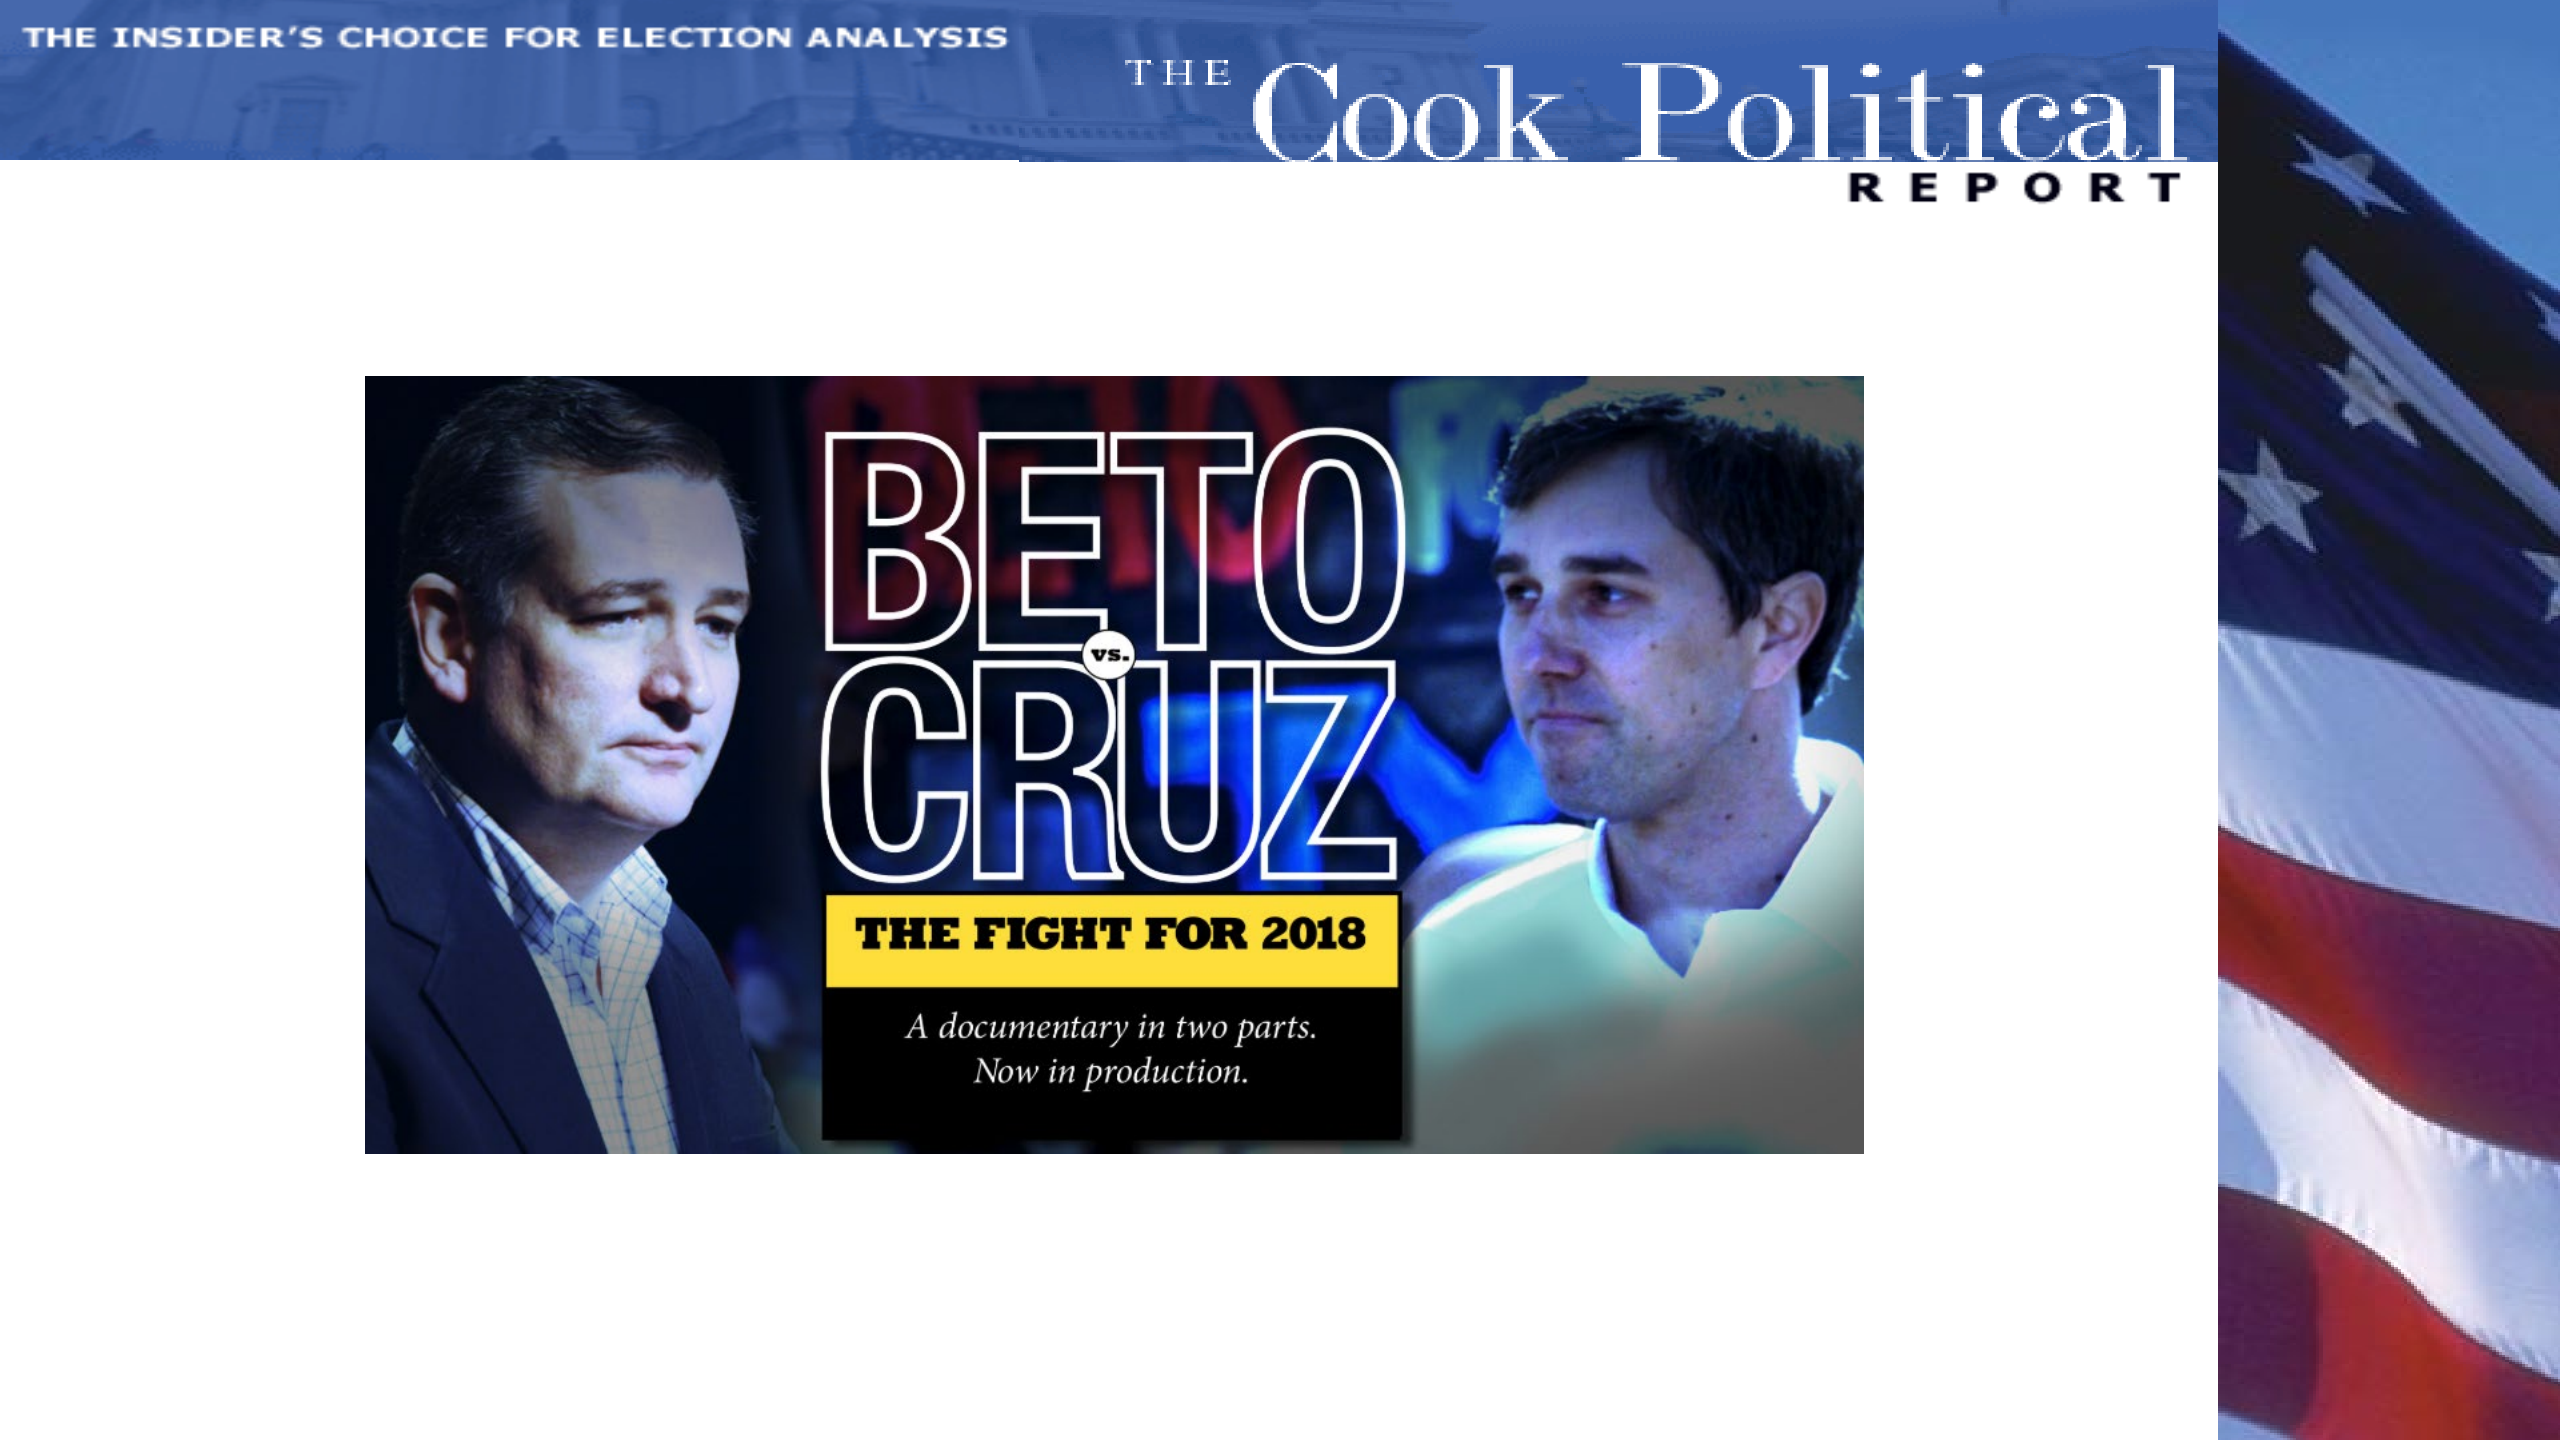 THE INSIDER'S CHOICE FOR ELECTION ANALYSIS
THE Cook Political
REPORT
BETO
vs.
CRUZ
THE FIGHT FOR 2018
A documentary in two parts.
Now in production.